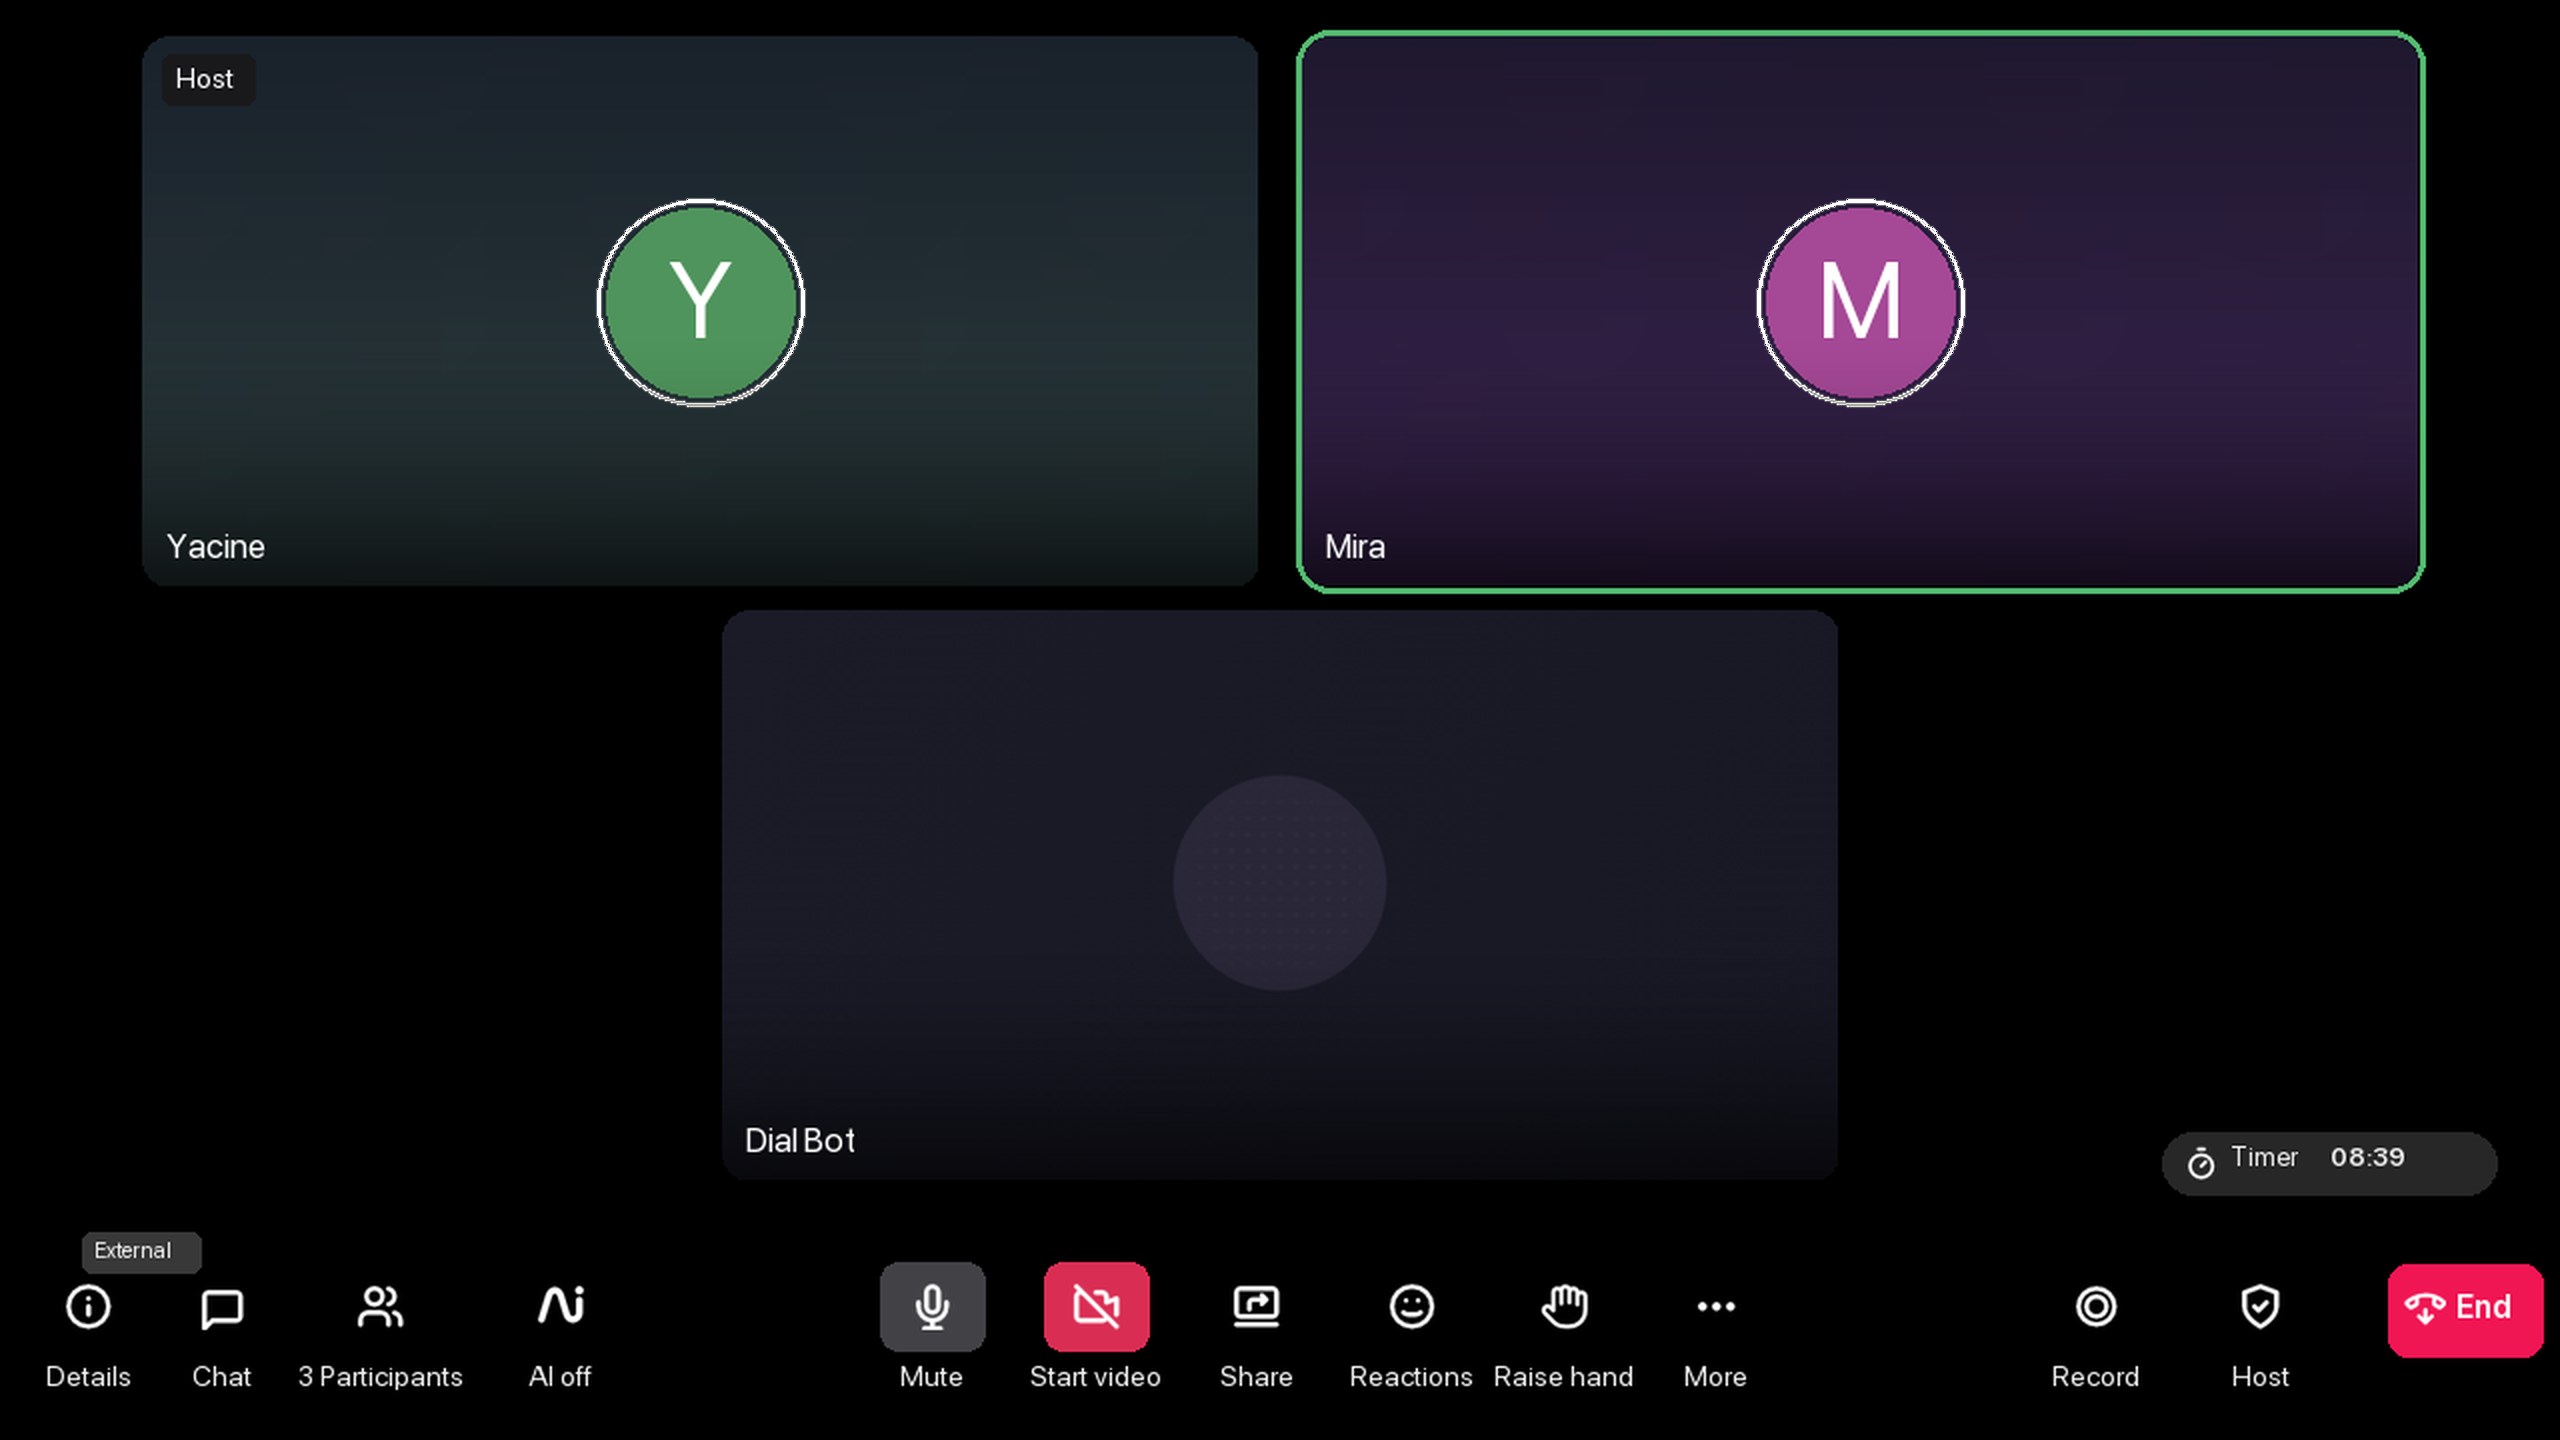 Host
Y
Yacine
M
Mira
Dial Bot
Timer 08:39
External
Details
Chat
3 Participants
AI off
Mute
Start video
Share
Reactions
Raise hand
More
Record
Host
End